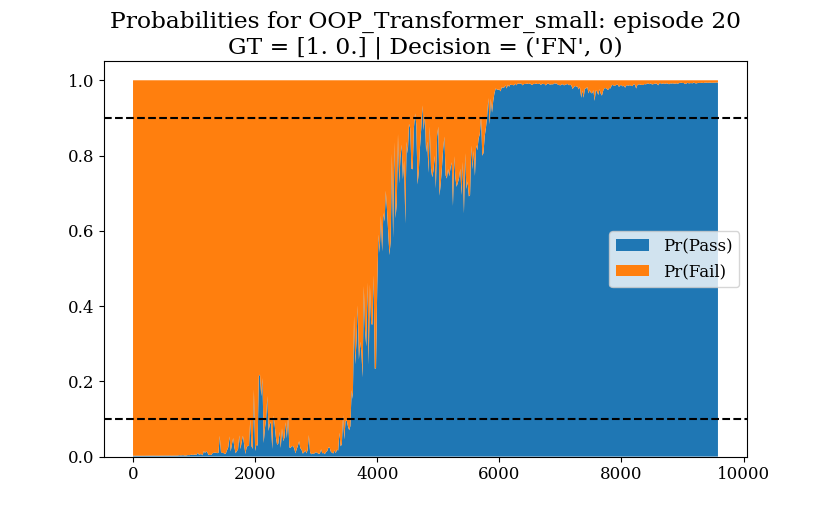 Probabilities for OOP_Transformer_small: episode 20
GT = [1. 0.] | Decision = ('FN', 0)
1.0
0.8
0.6
0.4
0.2
0.0
Pr(Pass)
Pr(Fail)
0 2000 4000 6000 8000 10000